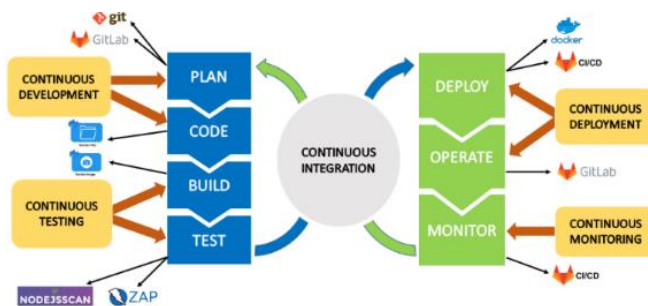 git
GitLab
CONTINUOUS
DEVELOPMENT
PLAN
CODE
BUILD
TEST
CONTINUOUS
TESTING
NODEJSSCAN
ZAP
CONTINUOUS
INTEGRATION
docker
CI/CD
DEPLOY
OPERATE
MONITOR
CONTINUOUS
DEPLOYMENT
GitLab
CONTINUOUS
MONITORING
CI/CD